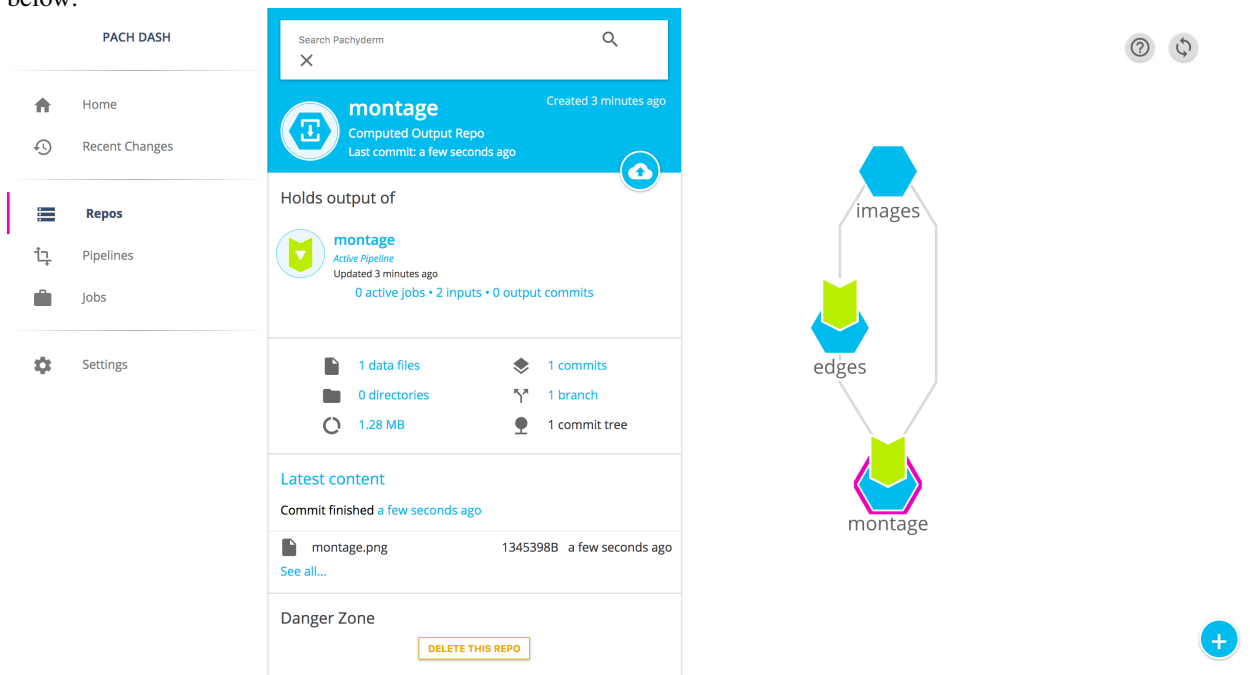 below:
PACH DASH
Home
Recent Changes
Repos
Pipelines
Jobs
Settings
Search Pachyderm
montage
Created 3 minutes ago
Computed Output Repo
Last commit: a few seconds ago
Holds output of
montage
Active Pipeline
Updated 3 minutes ago
0 active jobs • 2 inputs • 0 output commits
1 data files
1 commits
0 directories
1 branch
1.28 MB
1 commit tree
Latest content
Commit finished a few seconds ago
montage.png 1345398B a few seconds ago
See all...
Danger Zone
DELETE THIS REPO
images
edges
montage